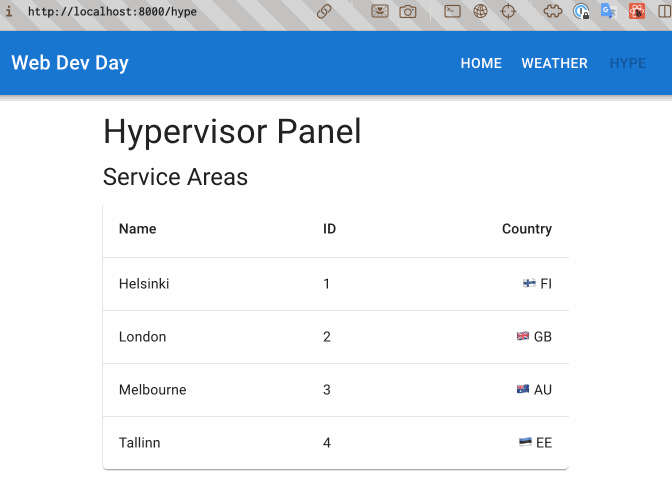 http://localhost:8000/hype
Web Dev Day HOME WEATHER HYPE
Hypervisor Panel
Service Areas
Name ID Country
Helsinki 1 FI
London 2 GB
Melbourne 3 AU
Tallinn 4 EE